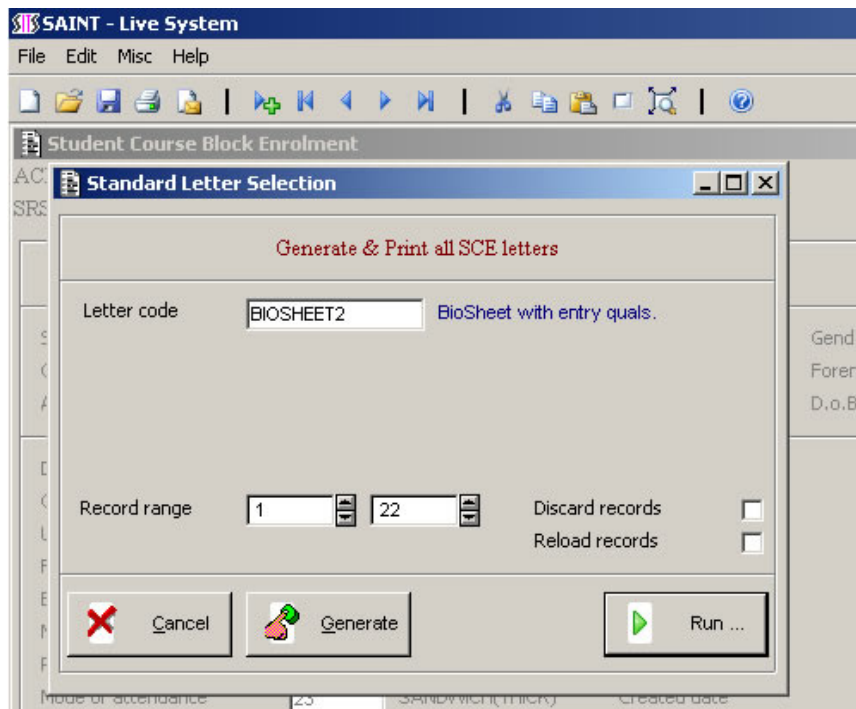 SITS SAINT - Live System
File Edit Misc Help
Student Course Block Enrolment
Standard Letter Selection
SRS
Generate & Print all SCE letters
Letter code BIOSHEET2 BioSheet with entry quals.
Gend
Foren
D.o.B
Record range 1 22 Discard records
Reload records
Cancel Generate Run ...
Mode of attendance 23 SANDWICH(THICK) Created date